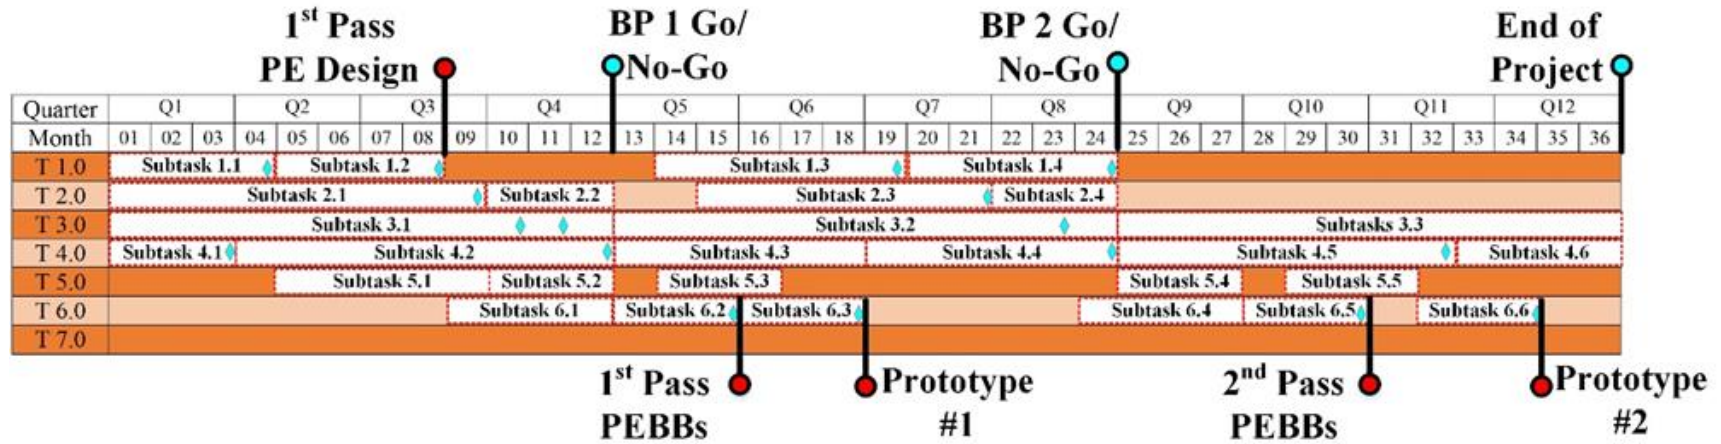 1st Pass
PE Design
BP 1 Go/
No-Go
BP 2 Go/
No-Go
End of
Project
Quarter Q1 Q2 Q3 Q4 Q5 Q6 Q7 Q8 Q9 Q10 Q11 Q12
Month 01 02 03 04 05 06 07 08 09 10 11 12 13 14 15 16 17 18 19 20 21 22 23 24 25 26 27 28 29 30 31 32 33 34 35 36
T 1.0 Subtask 1.1 Subtask 1.2 Subtask 1.3 Subtask 1.4
T 2.0 Subtask 2.1 Subtask 2.2 Subtask 2.3 Subtask 2.4
T 3.0 Subtask 3.1 Subtask 3.2 Subtasks 3.3
T 4.0 Subtask 4.1 Subtask 4.2 Subtask 4.3 Subtask 4.4 Subtask 4.5 Subtask 4.6
T 5.0 Subtask 5.1 Subtask 5.2 Subtask 5.3 Subtask 5.4 Subtask 5.5
T 6.0 Subtask 6.1 Subtask 6.2 Subtask 6.3 Subtask 6.4 Subtask 6.5 Subtask 6.6
T 7.0
1st Pass
PEBBs
Prototype
#1
2nd Pass
PEBBs
Prototype
#2